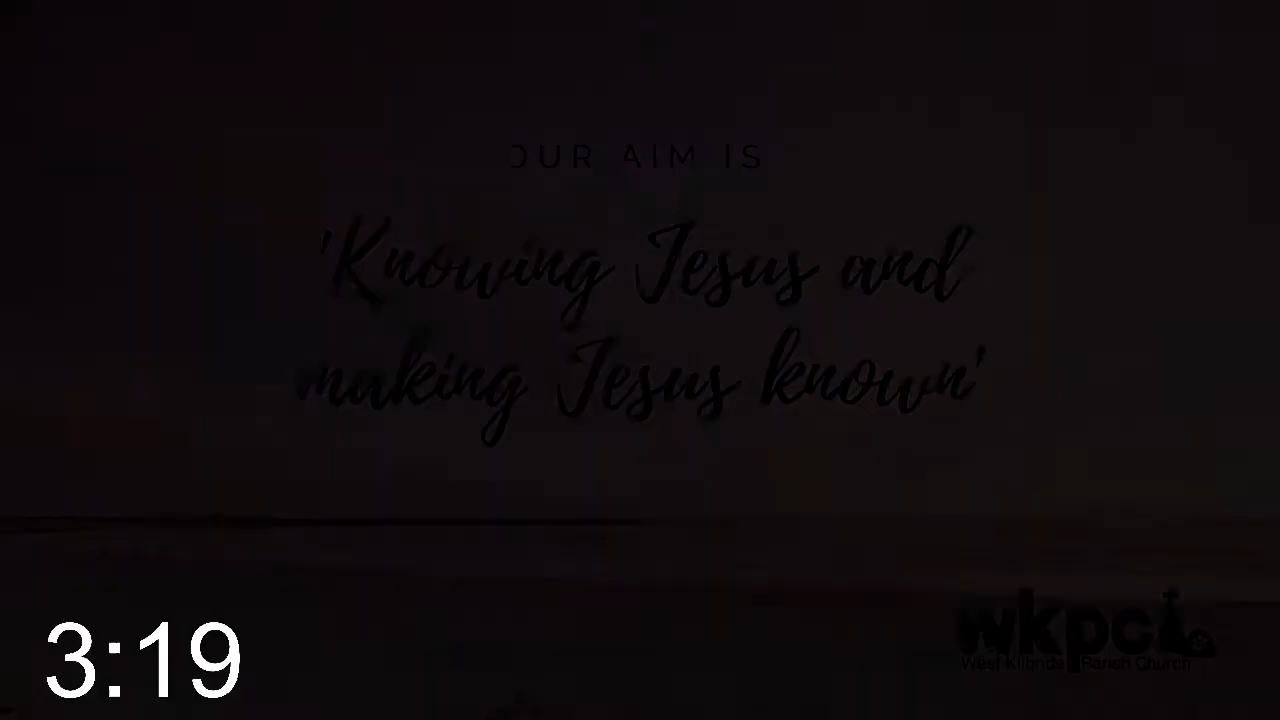 OUR AIM IS
'Knowing Jesus and
making Jesus known'
wkpc
West Kilbride Parish Church
3:19